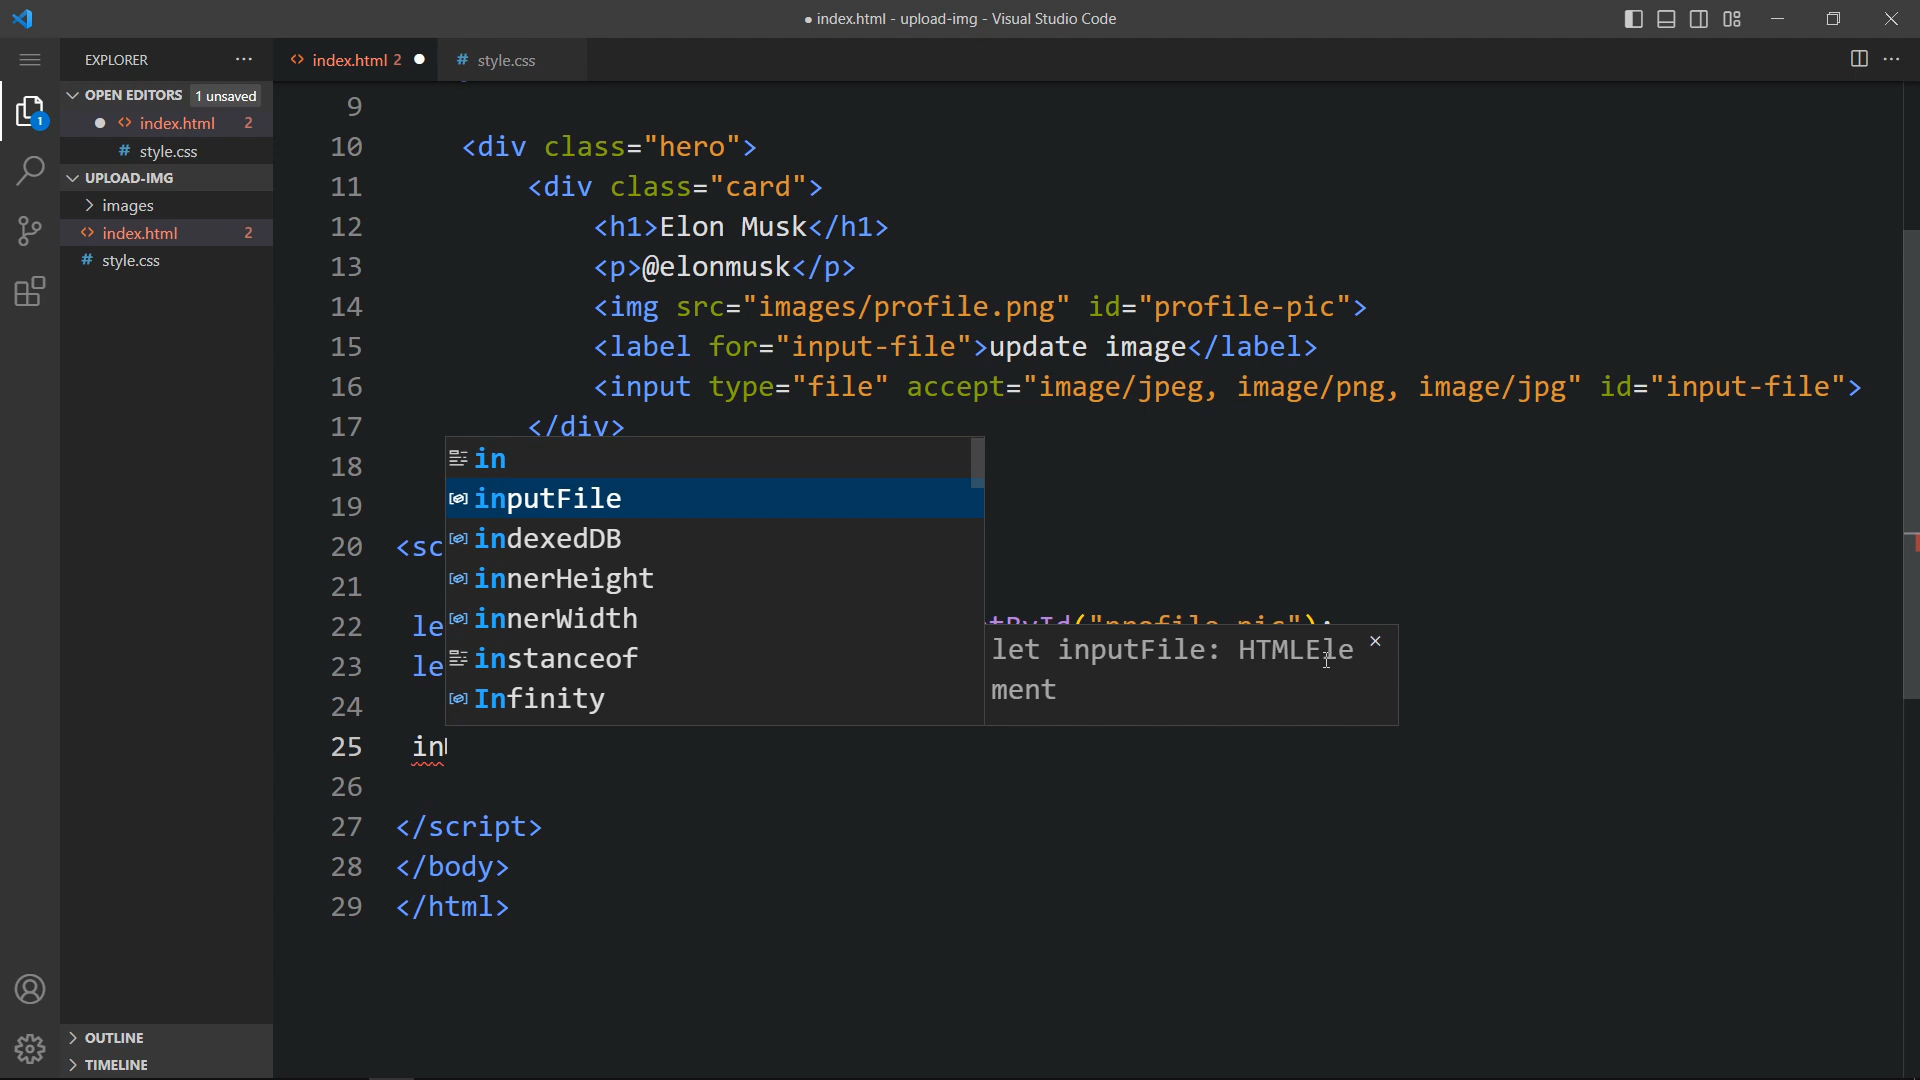 ● index.html - upload-img - Visual Studio Code
EXPLORER
index.html 2
# style.css
OPEN EDITORS 1 unsaved
index.html 2
# style.css
UPLOAD-IMG
images
index.html 2
# style.css
1
OUTLINE
TIMELINE
9
10 <div class="hero">
11 <div class="card">
12 <h1>Elon Musk</h1>
13 <p>@elonmusk</p>
14 <img src="images/profile.png" id="profile-pic">
15 <label for="input-file">update image</label>
16 <input type="file" accept="image/jpeg, image/png, image/jpg" id="input-file">
17 </div>
18
19
20 <sc
21
22 le
23 le
24
25 in
26
27 </script>
28 </body>
29 </html>
in
inputFile
indexedDB
innerHeight
innerWidth
instanceof
Infinity
let inputFile: HTMLEle
ment